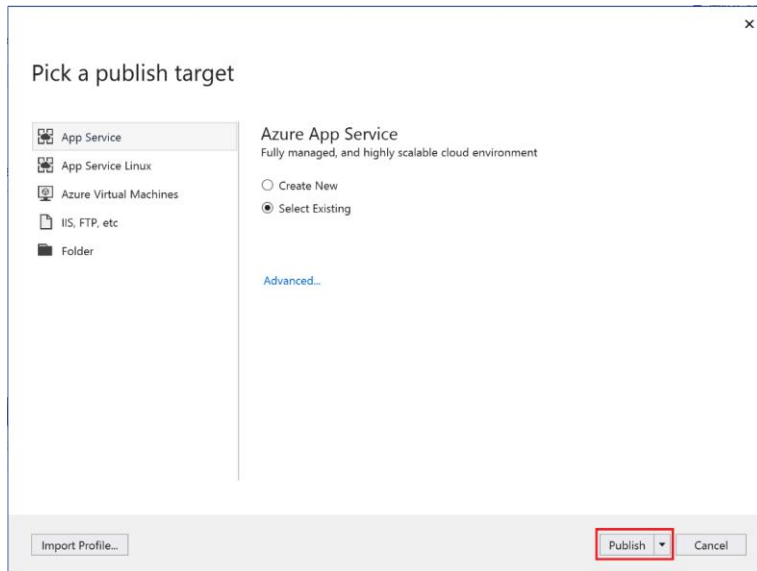 Pick a publish target
App Service
App Service Linux
Azure Virtual Machines
IIS, FTP, etc
Folder
Azure App Service
Fully managed, and highly scalable cloud environment
Create New
Select Existing
Advanced...
Import Profile...
Publish
Cancel